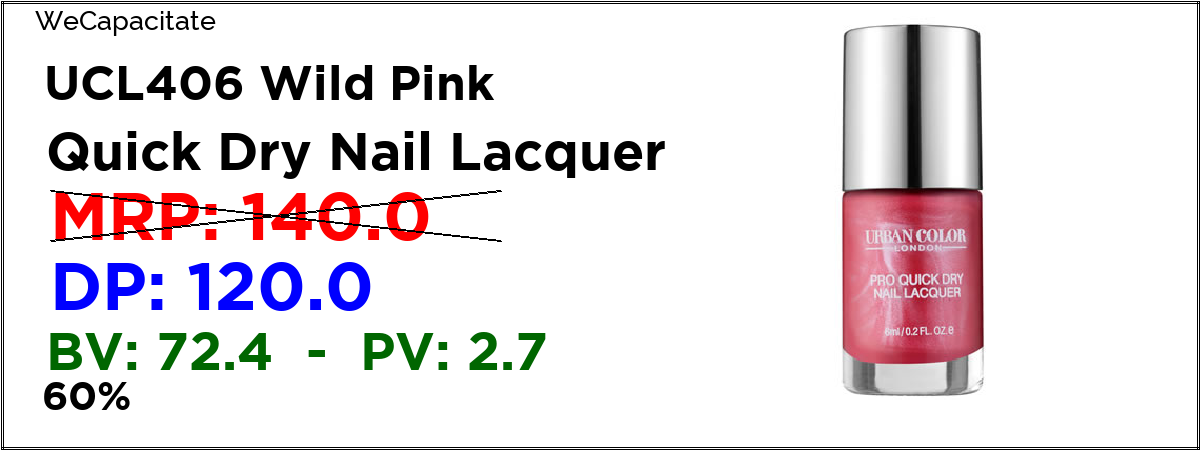 WeCapacitate
UCL406 Wild Pink
Quick Dry Nail Lacquer
MRP: 140.0
DP: 120.0
BV: 72.4 - PV: 2.7
60%
URBAN COLOR
LONDON
PRO QUICK DRY
NAIL LACQUER
6ml/0.2 FL. OZ.e